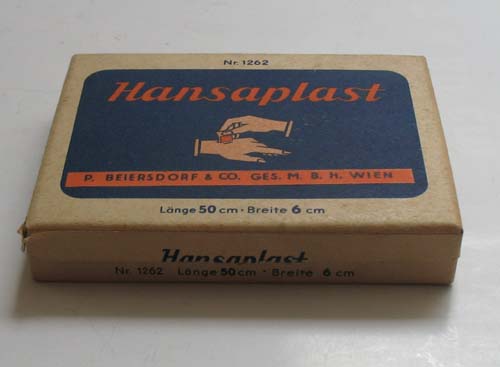 Nr. 1262
Hansaplast
P. BEIERSDORF & CO. GES. M. B. H. WIEN
Länge 50 cm · Breite 6 cm
Hansaplast
Nr. 1262 Länge 50 cm · Breite 6 cm